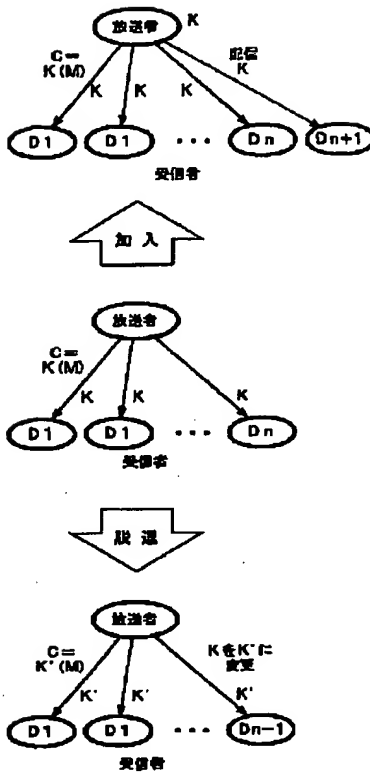 放送者 K
C=
K(M)
K K K
配信
K
D1 D1 ··· Dn Dn+1
受信者
加入
放送者
C=
K(M)
K K K
D1 D1 ··· Dn
受信者
脱退
放送者
C=
K'(M)
KをK'に
変更
K' K' K'
D1 D1 ··· Dn-1
受信者